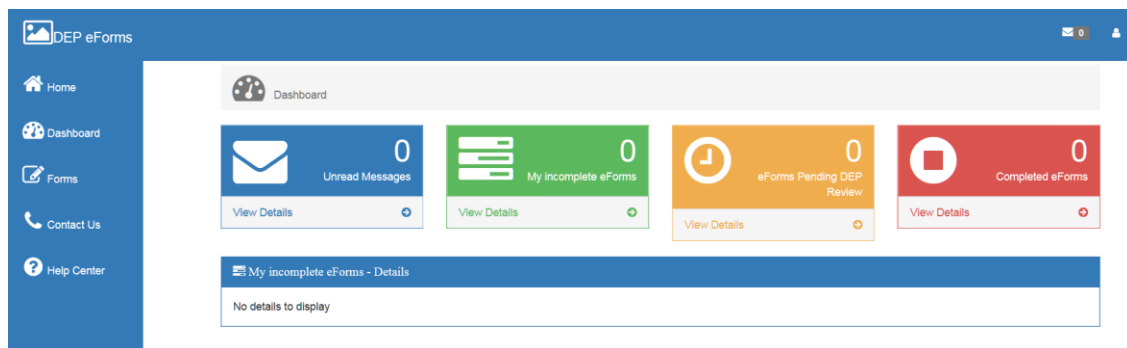 DEP eForms
0
Home
Dashboard
Forms
Contact Us
Help Center
Dashboard
0
Unread Messages
View Details
0
My incomplete eForms
View Details
0
eForms Pending DEP
Review
View Details
0
Completed eForms
View Details
My incomplete eForms - Details
No details to display